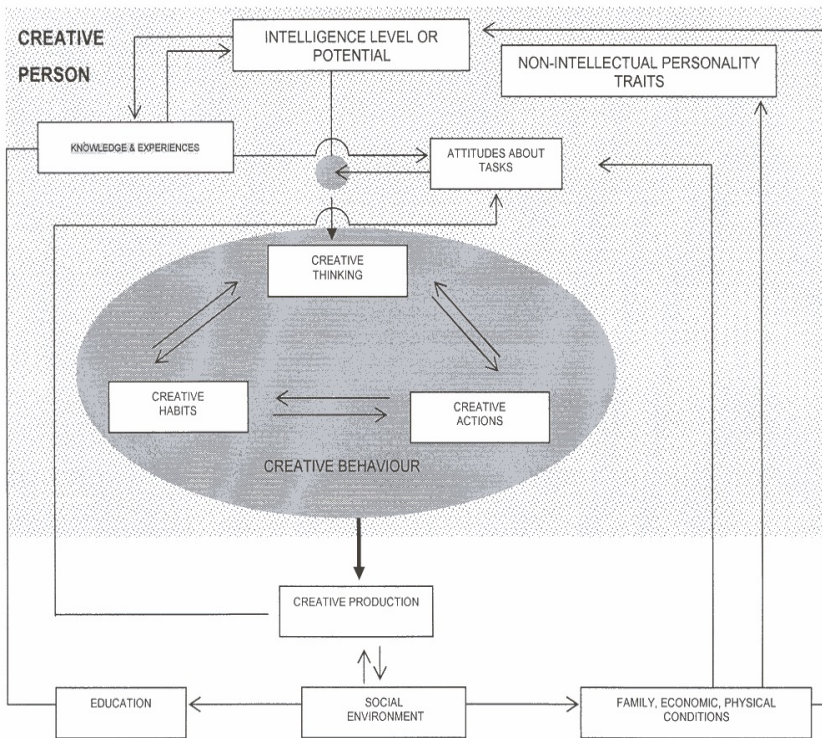 CREATIVE
PERSON
INTELLIGENCE LEVEL OR
POTENTIAL
NON-INTELLECTUAL PERSONALITY
TRAITS
KNOWLEDGE & EXPERIENCES
ATTITUDES ABOUT
TASKS
CREATIVE
THINKING
CREATIVE
HABITS
CREATIVE
ACTIONS
CREATIVE BEHAVIOUR
CREATIVE PRODUCTION
EDUCATION
SOCIAL
ENVIRONMENT
FAMILY, ECONOMIC, PHYSICAL
CONDITIONS